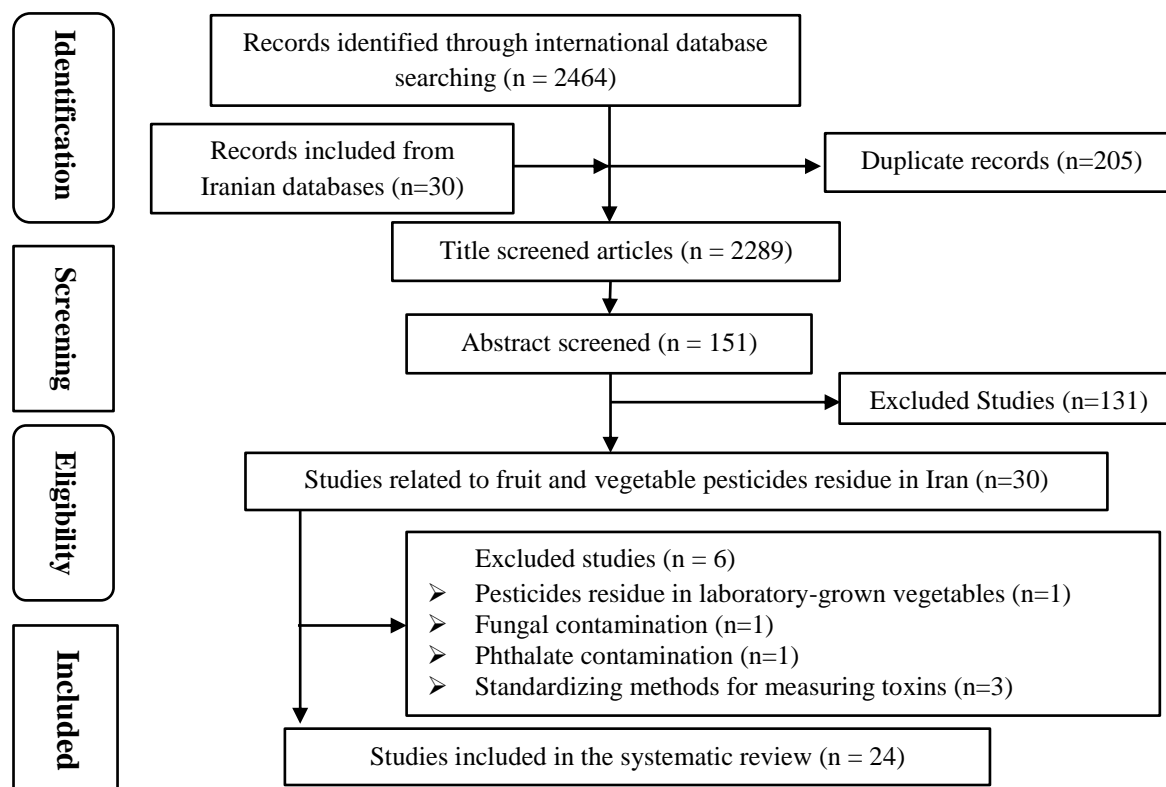 Identification
Records identified through international database
searching (n = 2464)
Records included from
Iranian databases (n=30)
Duplicate records (n=205)
Title screened articles (n = 2289)
Screening
Abstract screened (n = 151)
Excluded Studies (n=131)
Eligibility
Studies related to fruit and vegetable pesticides residue in Iran (n=30)
Excluded studies (n = 6)
➢ Pesticides residue in laboratory-grown vegetables (n=1)
➢ Fungal contamination (n=1)
➢ Phthalate contamination (n=1)
➢ Standardizing methods for measuring toxins (n=3)
Included
Studies included in the systematic review (n = 24)